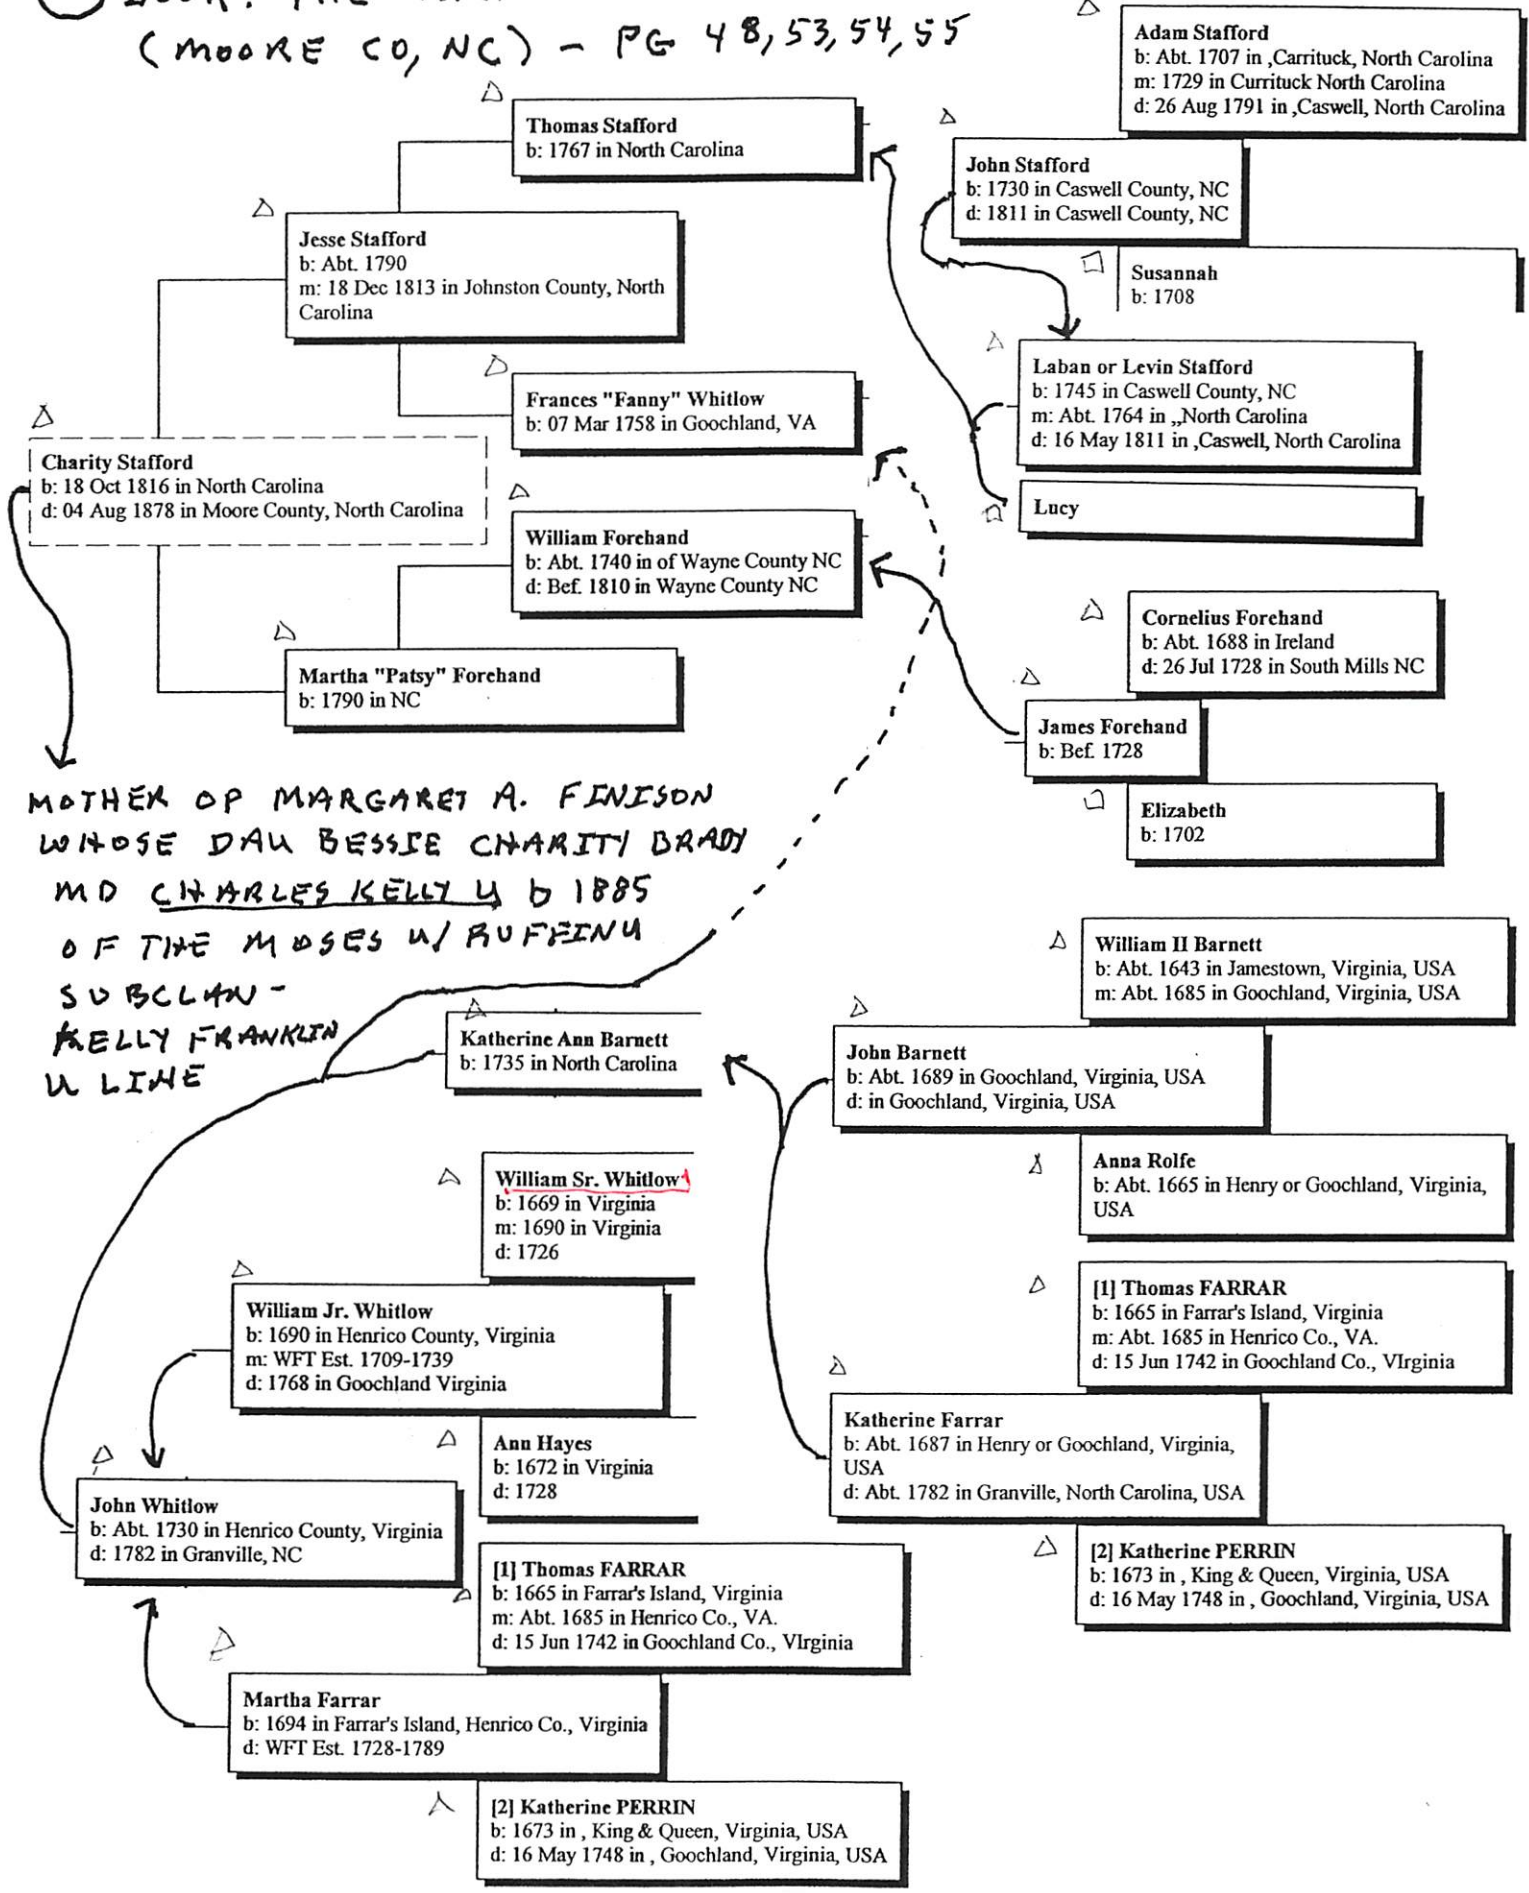 (MOORE CO, NC) - PG 48, 53, 54, 55
Adam Stafford
b: Abt. 1707 in ,Carrituck, North Carolina
m: 1729 in Currituck North Carolina
d: 26 Aug 1791 in ,Caswell, North Carolina
Thomas Stafford
b: 1767 in North Carolina
John Stafford
b: 1730 in Caswell County, NC
d: 1811 in Caswell County, NC
Jesse Stafford
b: Abt. 1790
m: 18 Dec 1813 in Johnston County, North
Carolina
Susannah
b: 1708
Laban or Levin Stafford
b: 1745 in Caswell County, NC
m: Abt. 1764 in ,,North Carolina
d: 16 May 1811 in ,Caswell, North Carolina
Frances "Fanny" Whitlow
b: 07 Mar 1758 in Goochland, VA
Charity Stafford
b: 18 Oct 1816 in North Carolina
d: 04 Aug 1878 in Moore County, North Carolina
Lucy
William Forehand
b: Abt. 1740 in of Wayne County NC
d: Bef. 1810 in Wayne County NC
Cornelius Forehand
b: Abt. 1688 in Ireland
d: 26 Jul 1728 in South Mills NC
Martha "Patsy" Forehand
b: 1790 in NC
James Forehand
b: Bef. 1728
Elizabeth
b: 1702
MOTHER OF MARGARET A. FINISON
WHOSE DAU BESSIE CHARITY BRADY
MD CHARLES KELLY U b 1885
OF THE MOSES U/ RUFFIN U
SUBCLAN -
KELLY FRANKLIN
U LINE
William II Barnett
b: Abt. 1643 in Jamestown, Virginia, USA
m: Abt. 1685 in Goochland, Virginia, USA
Katherine Ann Barnett
b: 1735 in North Carolina
John Barnett
b: Abt. 1689 in Goochland, Virginia, USA
d: in Goochland, Virginia, USA
Anna Rolfe
b: Abt. 1665 in Henry or Goochland, Virginia,
USA
William Sr. Whitlow
b: 1669 in Virginia
m: 1690 in Virginia
d: 1726
[1] Thomas FARRAR
b: 1665 in Farrar's Island, Virginia
m: Abt. 1685 in Henrico Co., VA.
d: 15 Jun 1742 in Goochland Co., VIrginia
William Jr. Whitlow
b: 1690 in Henrico County, Virginia
m: WFT Est. 1709-1739
d: 1768 in Goochland Virginia
Katherine Farrar
b: Abt. 1687 in Henry or Goochland, Virginia,
USA
d: Abt. 1782 in Granville, North Carolina, USA
Ann Hayes
b: 1672 in Virginia
d: 1728
John Whitlow
b: Abt. 1730 in Henrico County, Virginia
d: 1782 in Granville, NC
[2] Katherine PERRIN
b: 1673 in , King & Queen, Virginia, USA
d: 16 May 1748 in , Goochland, Virginia, USA
[1] Thomas FARRAR
b: 1665 in Farrar's Island, Virginia
m: Abt. 1685 in Henrico Co., VA.
d: 15 Jun 1742 in Goochland Co., VIrginia
Martha Farrar
b: 1694 in Farrar's Island, Henrico Co., Virginia
d: WFT Est. 1728-1789
[2] Katherine PERRIN
b: 1673 in , King & Queen, Virginia, USA
d: 16 May 1748 in , Goochland, Virginia, USA